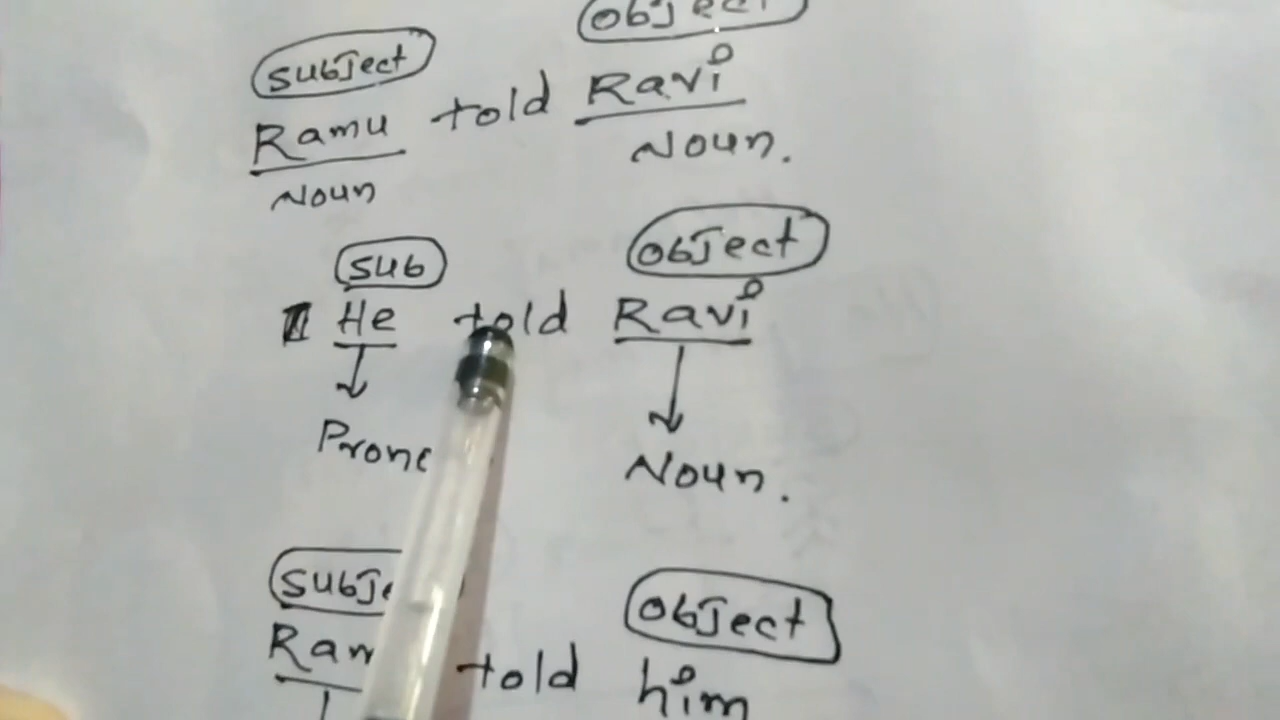 subject object
Ramu told Ravi
Noun Noun.
sub object
He told Ravi
Noun.
object
told him